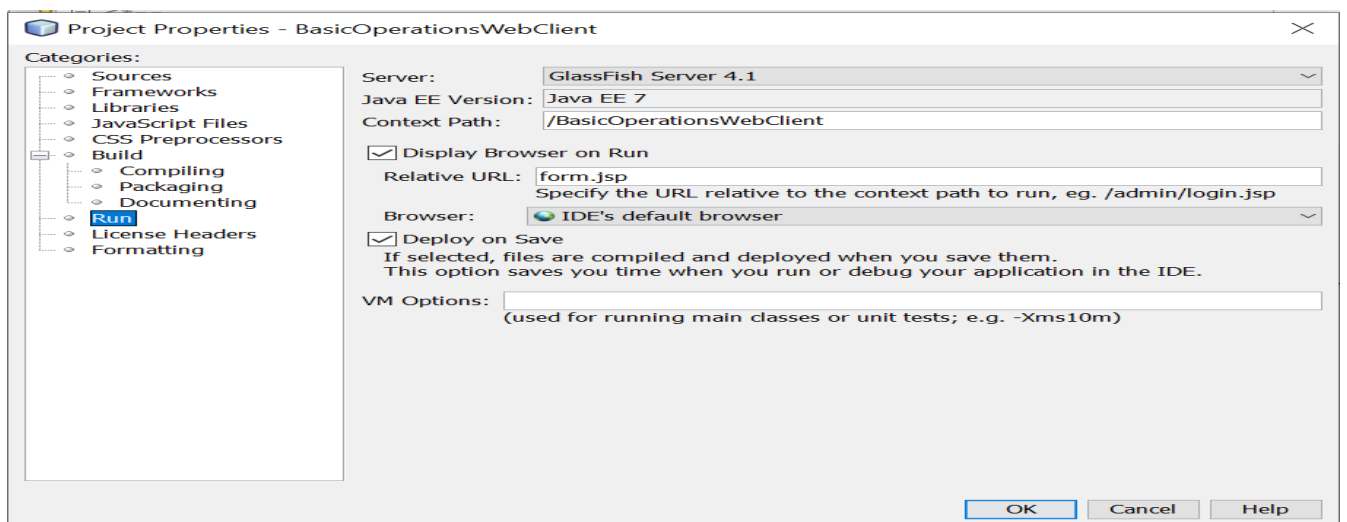 Project Properties - BasicOperationsWebClient
Categories:
Sources
Frameworks
Libraries
JavaScript Files
CSS Preprocessors
Build
Compiling
Packaging
Documenting
Run
License Headers
Formatting
Server: GlassFish Server 4.1
Java EE Version: Java EE 7
Context Path: /BasicOperationsWebClient
Display Browser on Run
Relative URL: form.jsp
Specify the URL relative to the context path to run, eg. /admin/login.jsp
Browser: IDE's default browser
Deploy on Save
If selected, files are compiled and deployed when you save them.
This option saves you time when you run or debug your application in the IDE.
VM Options:
(used for running main classes or unit tests; e.g. -Xms10m)
OK Cancel Help